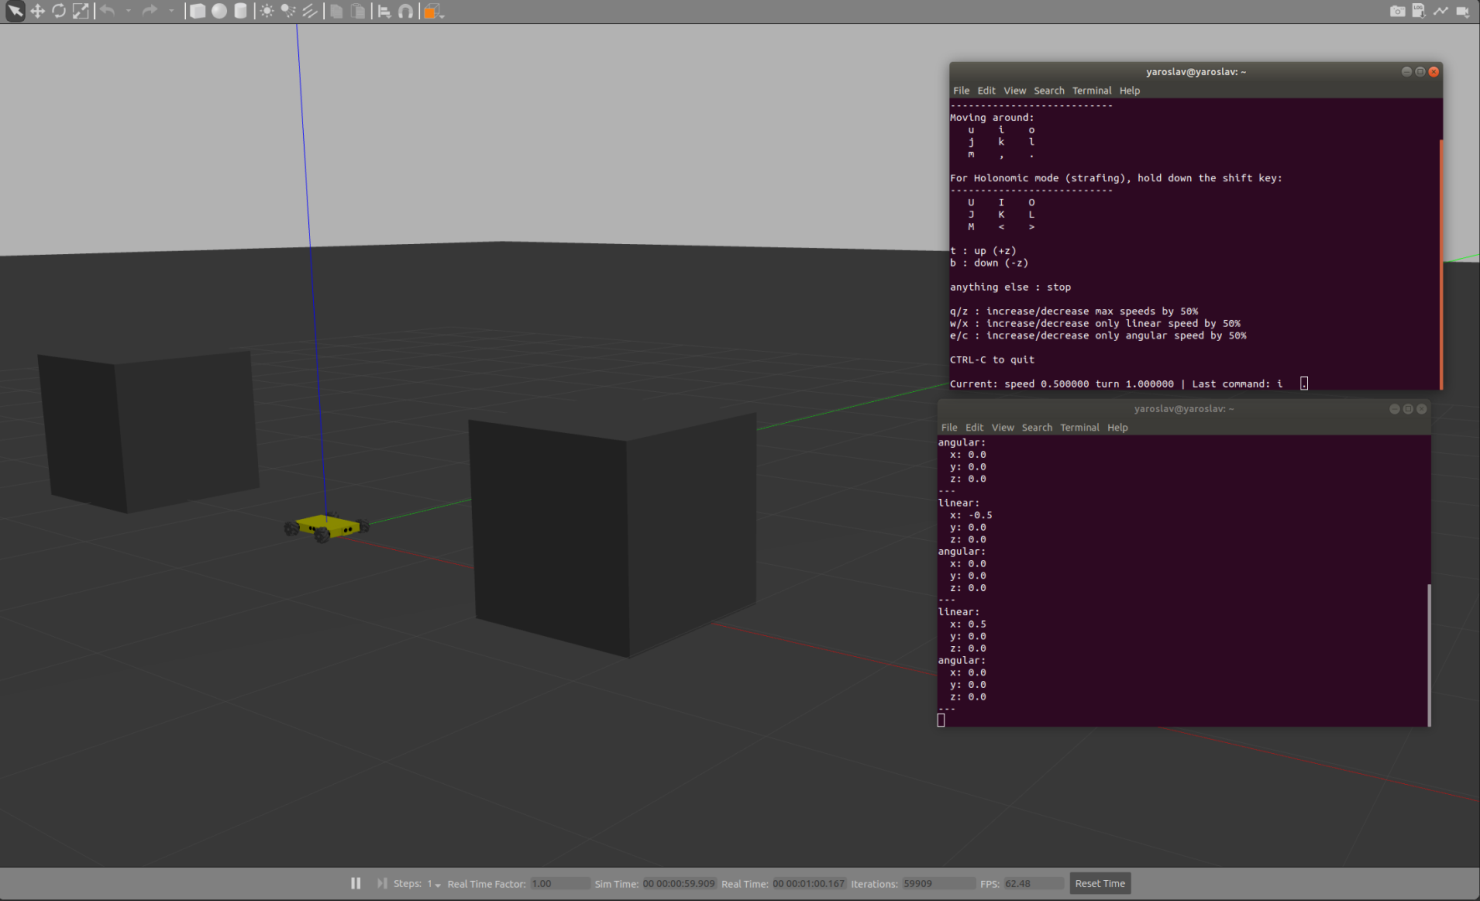 yaroslav@yaroslav: ~
File Edit View Search Terminal Help
---------------------------
Moving around:
   u    i    o
   j    k    l
   m    ,    .
For Holonomic mode (strafing), hold down the shift key:
---------------------------
   U    I    O
   J    K    L
   M    <    >
t : up (+z)
b : down (-z)
anything else : stop
q/z : increase/decrease max speeds by 50%
w/x : increase/decrease only linear speed by 50%
e/c : increase/decrease only angular speed by 50%
CTRL-C to quit
Current: speed 0.500000 turn 1.000000 | Last command: i   .
yaroslav@yaroslav: ~
File Edit View Search Terminal Help
angular:
  x: 0.0
  y: 0.0
  z: 0.0
---
linear:
  x: -0.5
  y: 0.0
  z: 0.0
angular:
  x: 0.0
  y: 0.0
  z: 0.0
---
linear:
  x: 0.5
  y: 0.0
  z: 0.0
angular:
  x: 0.0
  y: 0.0
  z: 0.0
---
Steps: 1 Real Time Factor: 1.00 Sim Time: 00 00:00:59.909 Real Time: 00 00:01:00.167 Iterations: 59909 FPS: 62.48 Reset Time